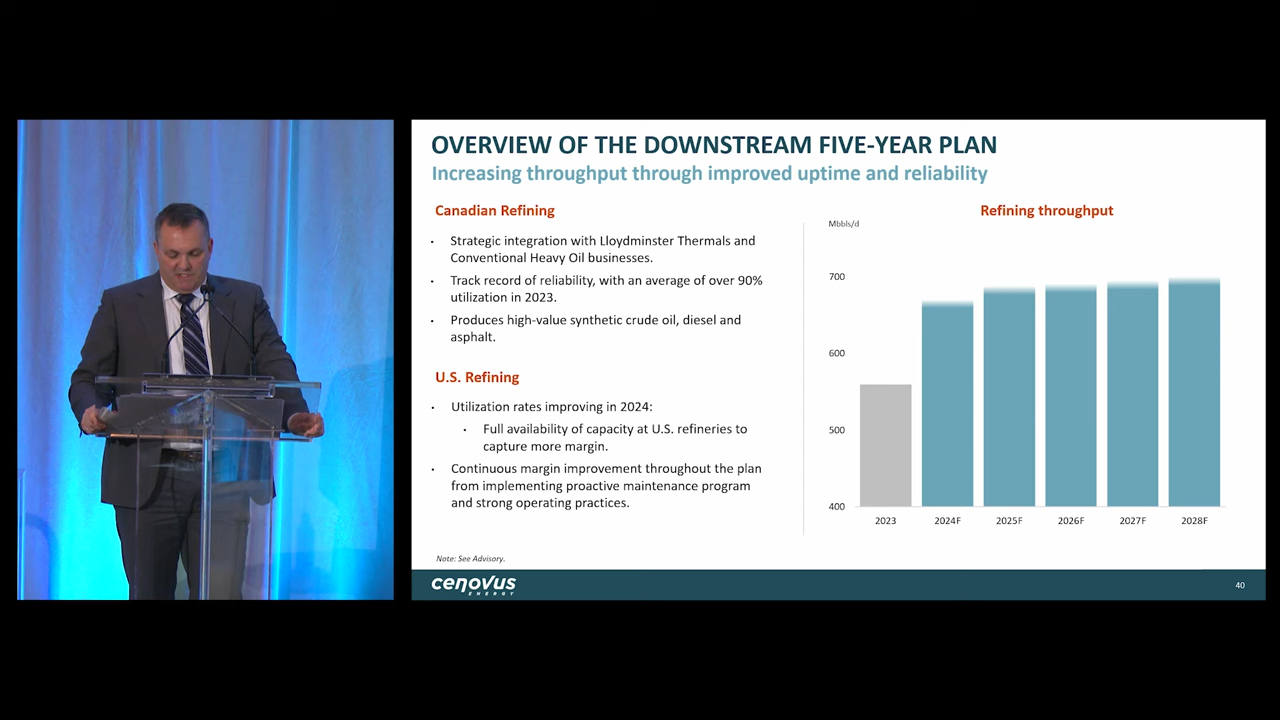 OVERVIEW OF THE DOWNSTREAM FIVE-YEAR PLAN
Increasing throughput through improved uptime and reliability
Canadian Refining
• Strategic integration with Lloydminster Thermals and
Conventional Heavy Oil businesses.
• Track record of reliability, with an average of over 90%
utilization in 2023.
• Produces high-value synthetic crude oil, diesel and
asphalt.
U.S. Refining
• Utilization rates improving in 2024:
• Full availability of capacity at U.S. refineries to
capture more margin.
• Continuous margin improvement throughout the plan
from implementing proactive maintenance program
and strong operating practices.
Note: See Advisory.
Refining throughput
Mbbls/d
700
600
500
400
2023 2024F 2025F 2026F 2027F 2028F
cenovus
ENERGY
40